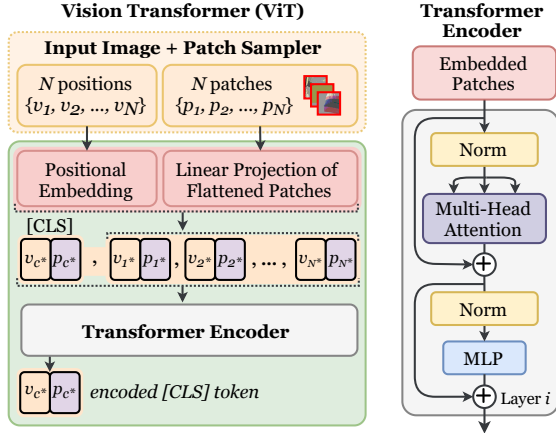 Vision Transformer (ViT)
Input Image + Patch Sampler
N positions
{v1, v2, ..., vN}
N patches
{p1, p2, ..., pN}
Positional
Embedding
Linear Projection of
Flattened Patches
[CLS]
vc* pc* , v1* p1* , v2* p2* , ... , vN* pN*
Transformer Encoder
vc* pc* encoded [CLS] token
Transformer
Encoder
Embedded
Patches
Norm
Multi-Head
Attention
+
Norm
MLP
+
Layer i